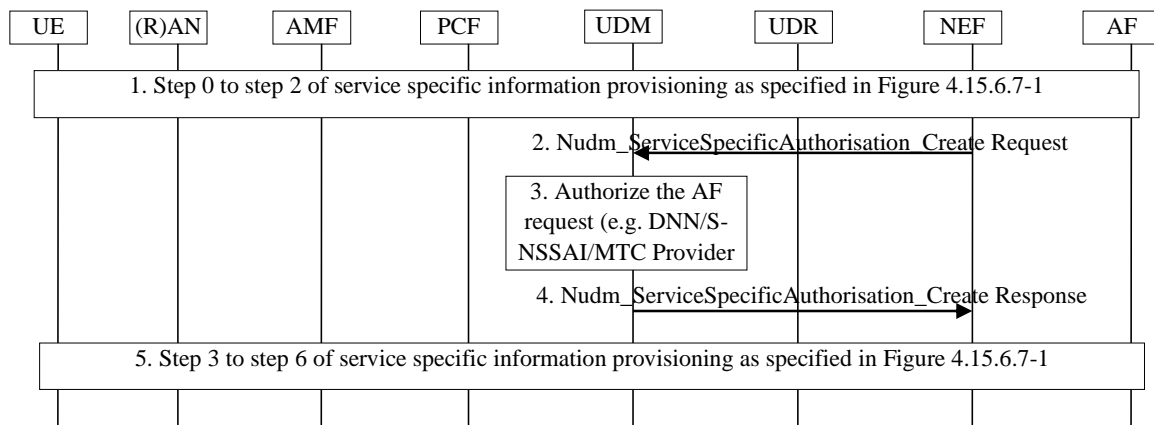 UE (R)AN AMF PCF UDM UDR NEF AF
1. Step 0 to step 2 of service specific information provisioning as specified in Figure 4.15.6.7-1
2. Nudm_ServiceSpecificAuthorisation_Create Request
3. Authorize the AF
request (e.g. DNN/S-
NSSAI/MTC Provider
4. Nudm_ServiceSpecificAuthorisation_Create Response
5. Step 3 to step 6 of service specific information provisioning as specified in Figure 4.15.6.7-1